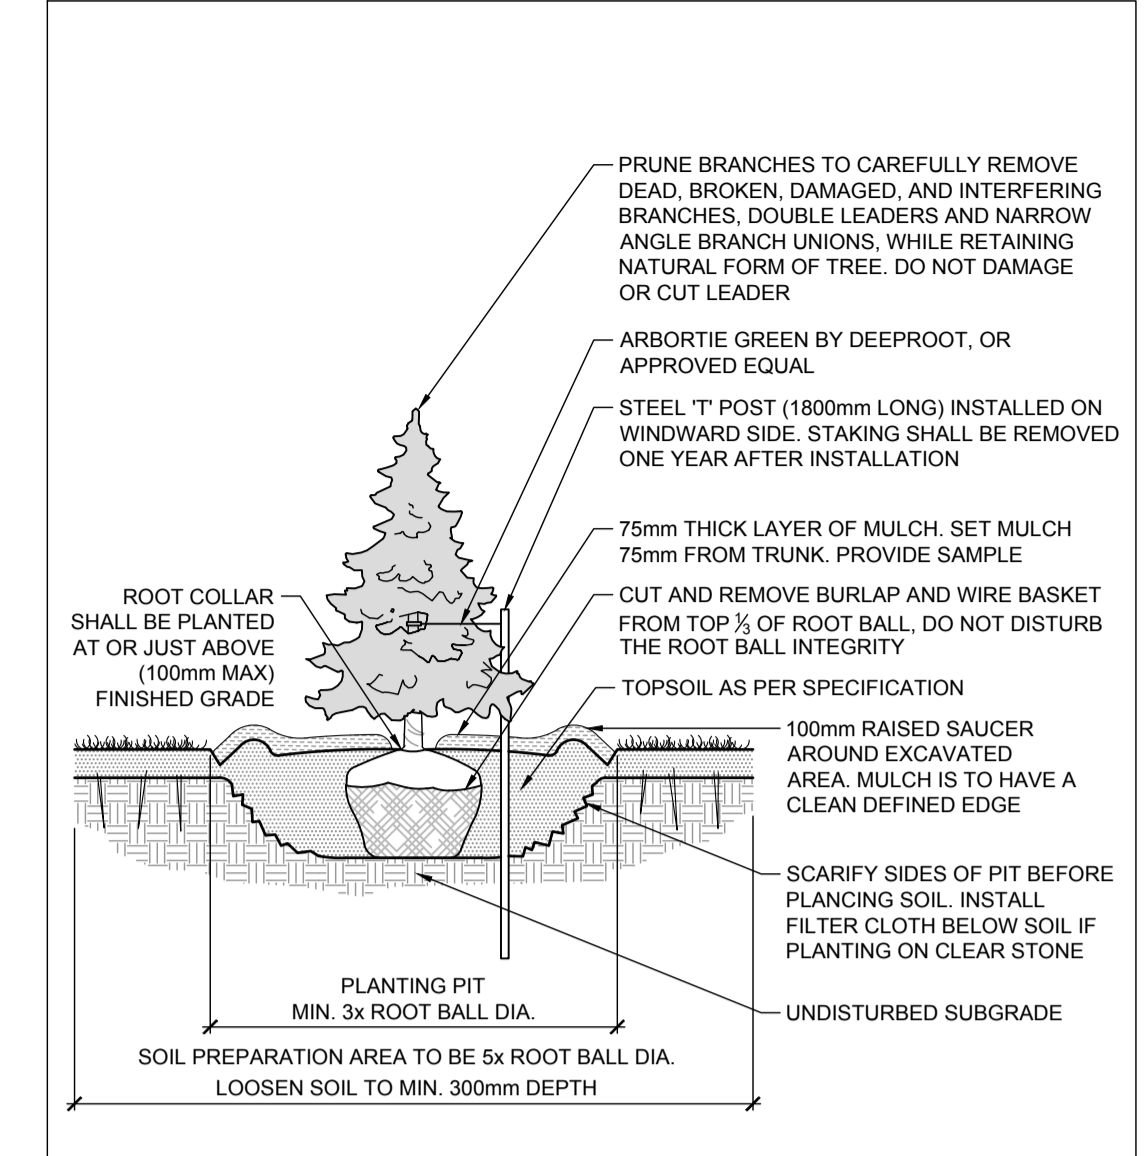 PRUNE BRANCHES TO CAREFULLY REMOVE
DEAD, BROKEN, DAMAGED, AND INTERFERING
BRANCHES, DOUBLE LEADERS AND NARROW
ANGLE BRANCH UNIONS, WHILE RETAINING
NATURAL FORM OF TREE. DO NOT DAMAGE
OR CUT LEADER
ARBORTIE GREEN BY DEEPROOT, OR
APPROVED EQUAL
STEEL 'T' POST (1800mm LONG) INSTALLED ON
WINDWARD SIDE. STAKING SHALL BE REMOVED
ONE YEAR AFTER INSTALLATION
75mm THICK LAYER OF MULCH. SET MULCH
75mm FROM TRUNK. PROVIDE SAMPLE
CUT AND REMOVE BURLAP AND WIRE BASKET
FROM TOP ⅓ OF ROOT BALL, DO NOT DISTURB
THE ROOT BALL INTEGRITY
TOPSOIL AS PER SPECIFICATION
100mm RAISED SAUCER
AROUND EXCAVATED
AREA. MULCH IS TO HAVE A
CLEAN DEFINED EDGE
SCARIFY SIDES OF PIT BEFORE
PLANCING SOIL. INSTALL
FILTER CLOTH BELOW SOIL IF
PLANTING ON CLEAR STONE
UNDISTURBED SUBGRADE
ROOT COLLAR
SHALL BE PLANTED
AT OR JUST ABOVE
(100mm MAX)
FINISHED GRADE
PLANTING PIT
MIN. 3x ROOT BALL DIA.
SOIL PREPARATION AREA TO BE 5x ROOT BALL DIA.
LOOSEN SOIL TO MIN. 300mm DEPTH